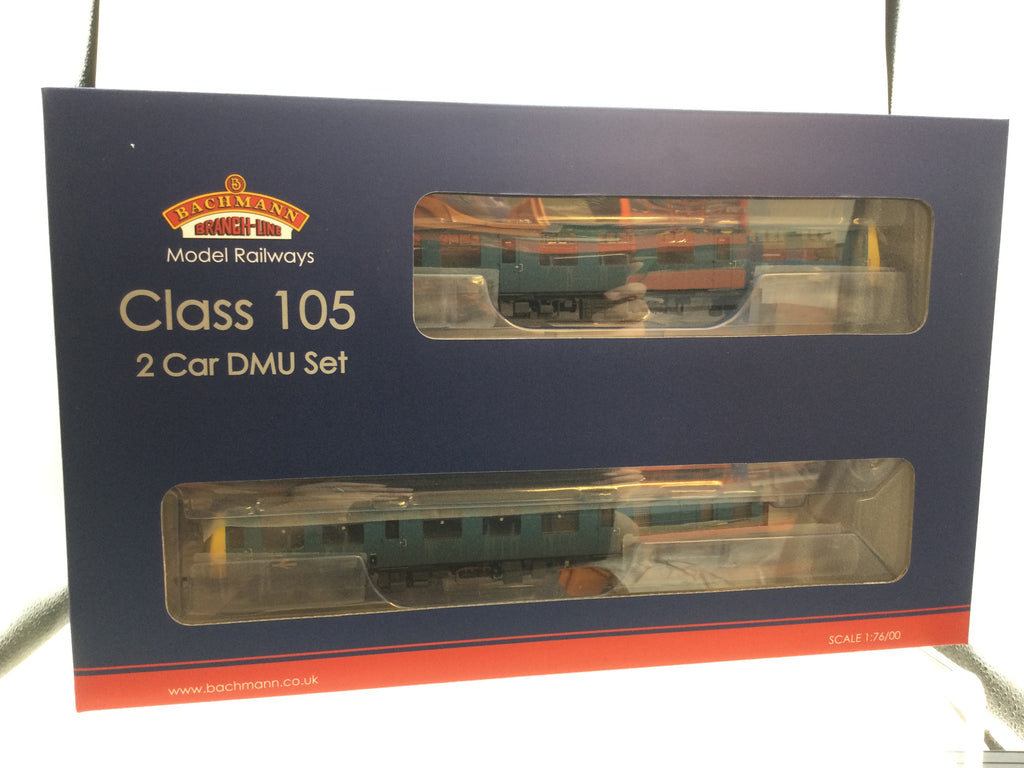 BACHMANN
BRANCH-LINE
Model Railways
Class 105
2 Car DMU Set
SCALE 1:76/00
www.bachmann.co.uk